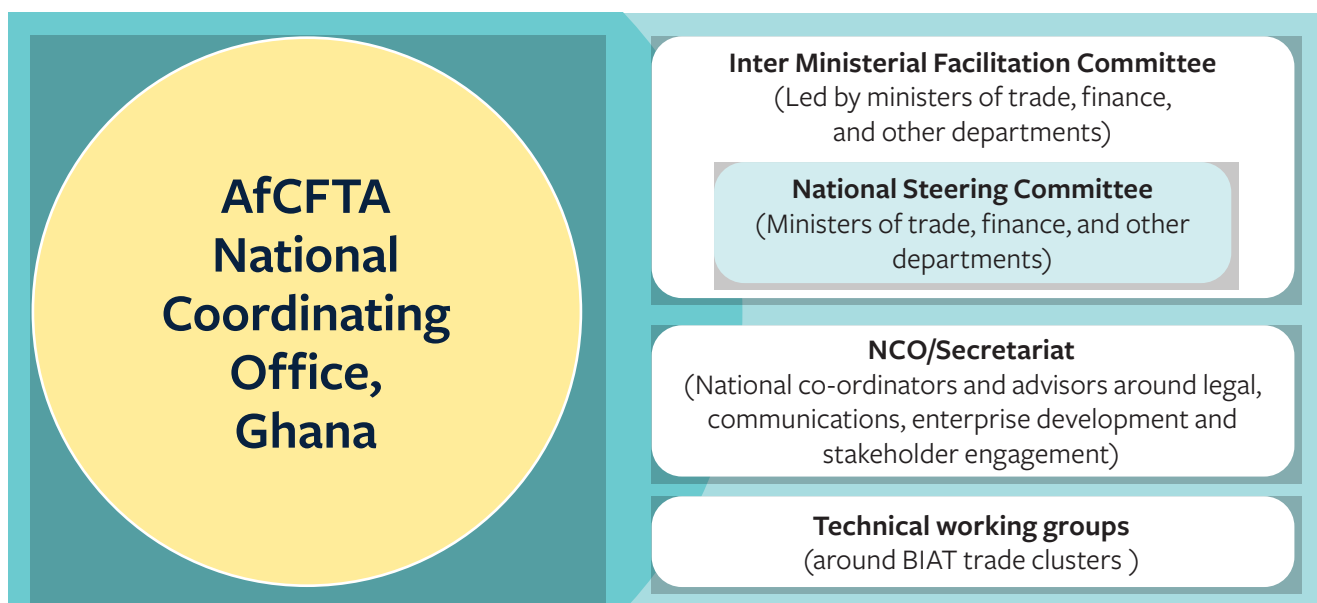 AfCFTA
National
Coordinating
Office,
Ghana
Inter Ministerial Facilitation Committee
(Led by ministers of trade, finance,
and other departments)
National Steering Committee
(Ministers of trade, finance, and other
departments)
NCO/Secretariat
(National co-ordinators and advisors around legal,
communications, enterprise development and
stakeholder engagement)
Technical working groups
(around BIAT trade clusters )